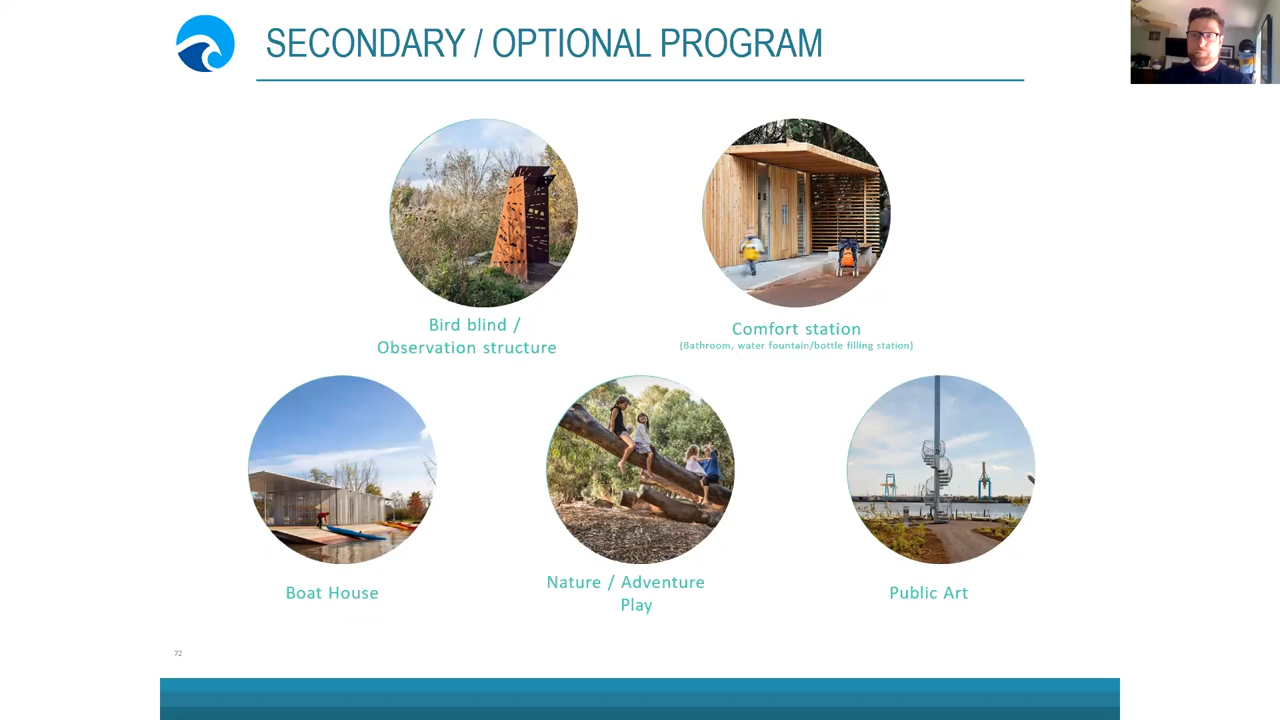 SECONDARY / OPTIONAL PROGRAM
Bird blind /
Observation structure
Comfort station
(Bathroom, water fountain/bottle filling station)
Boat House
Nature / Adventure
Play
Public Art
72